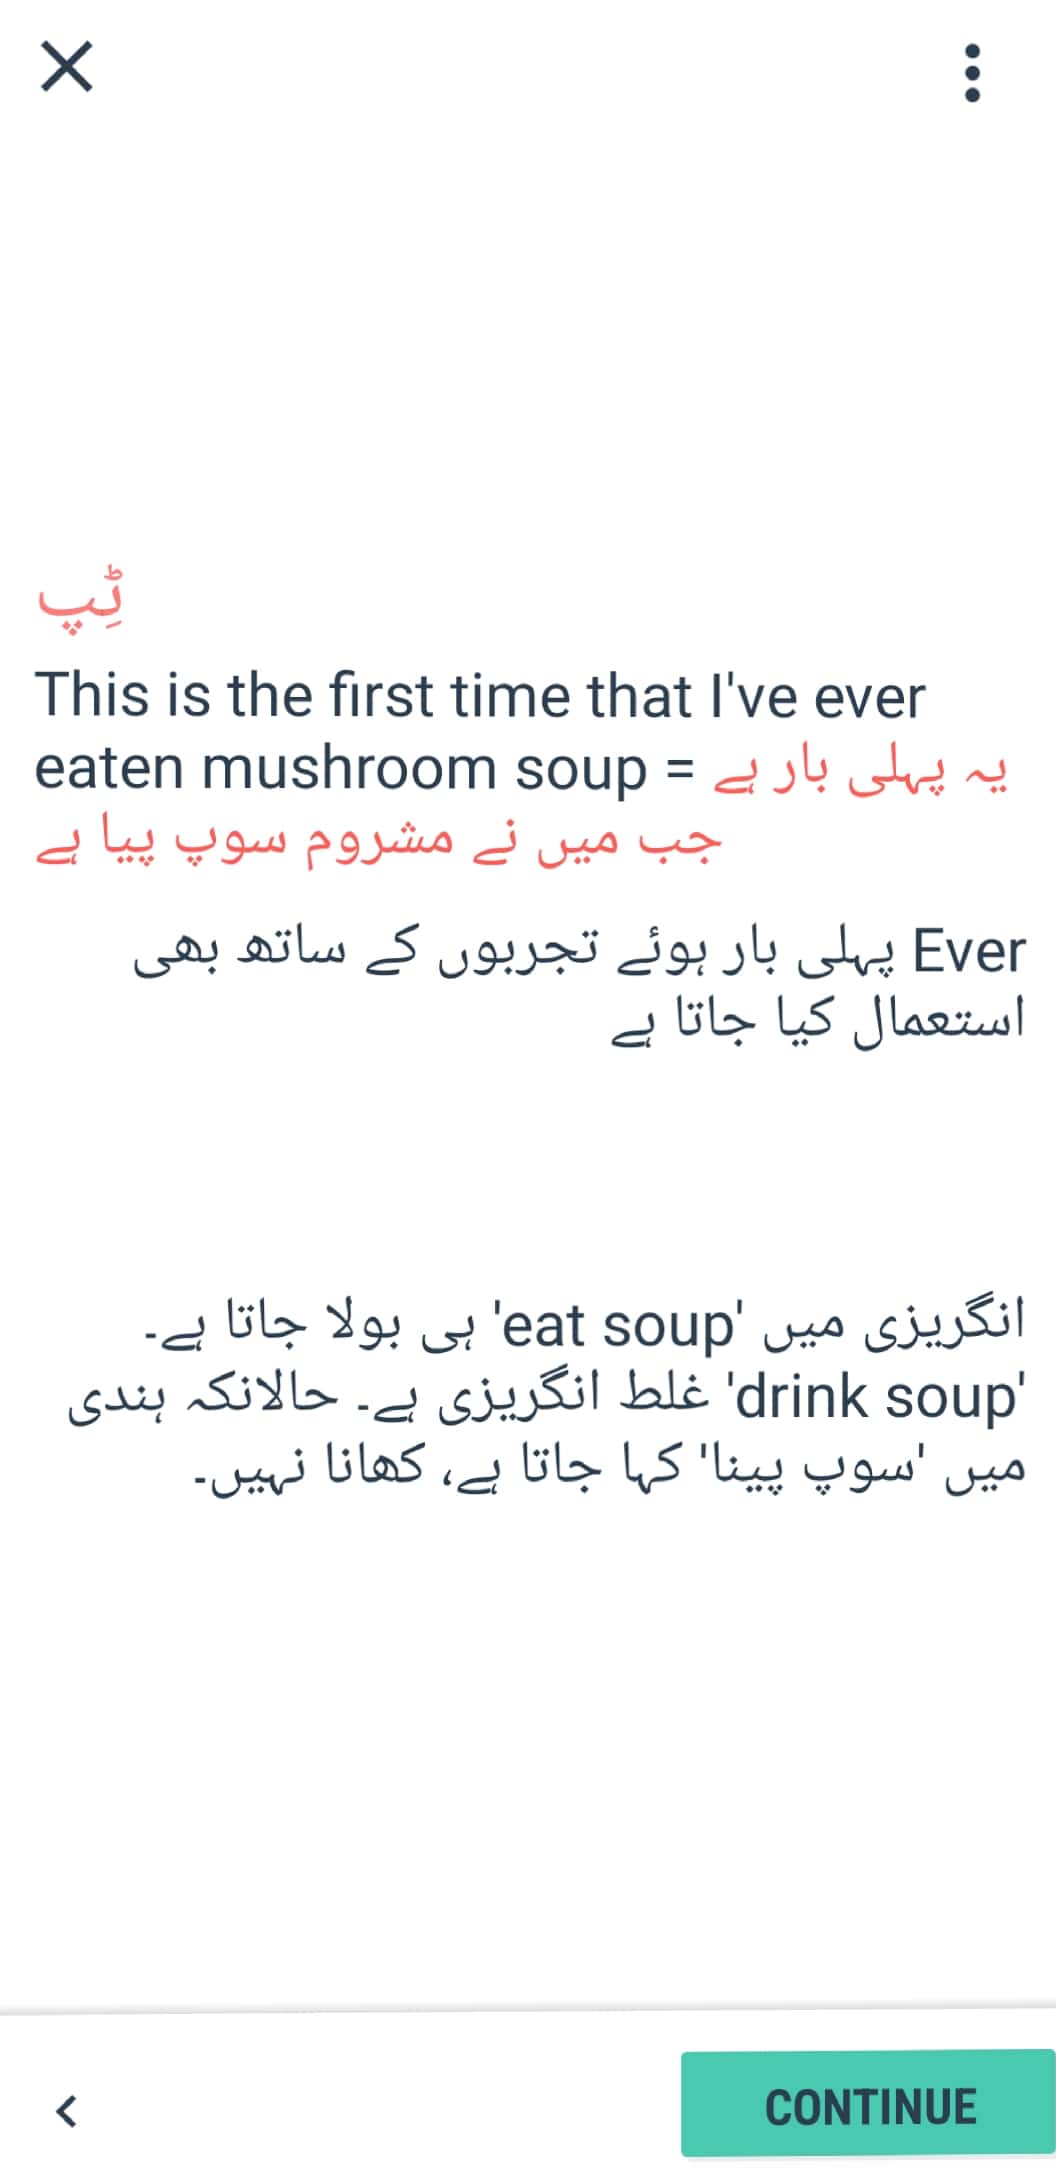 ٹِپ
This is the first time that I've ever
eaten mushroom soup = یہ پہلی بار ہے
جب میں نے مشروم سوپ پیا ہے
Ever پہلی بار ہوئے تجربوں کے ساتھ بھی
استعمال کیا جاتا ہے
انگریزی میں 'eat soup' ہی بولا جاتا ہے۔
'drink soup' غلط انگریزی ہے۔ حالانکہ ہندی
میں 'سوپ پینا' کہا جاتا ہے، کھانا نہیں۔
CONTINUE